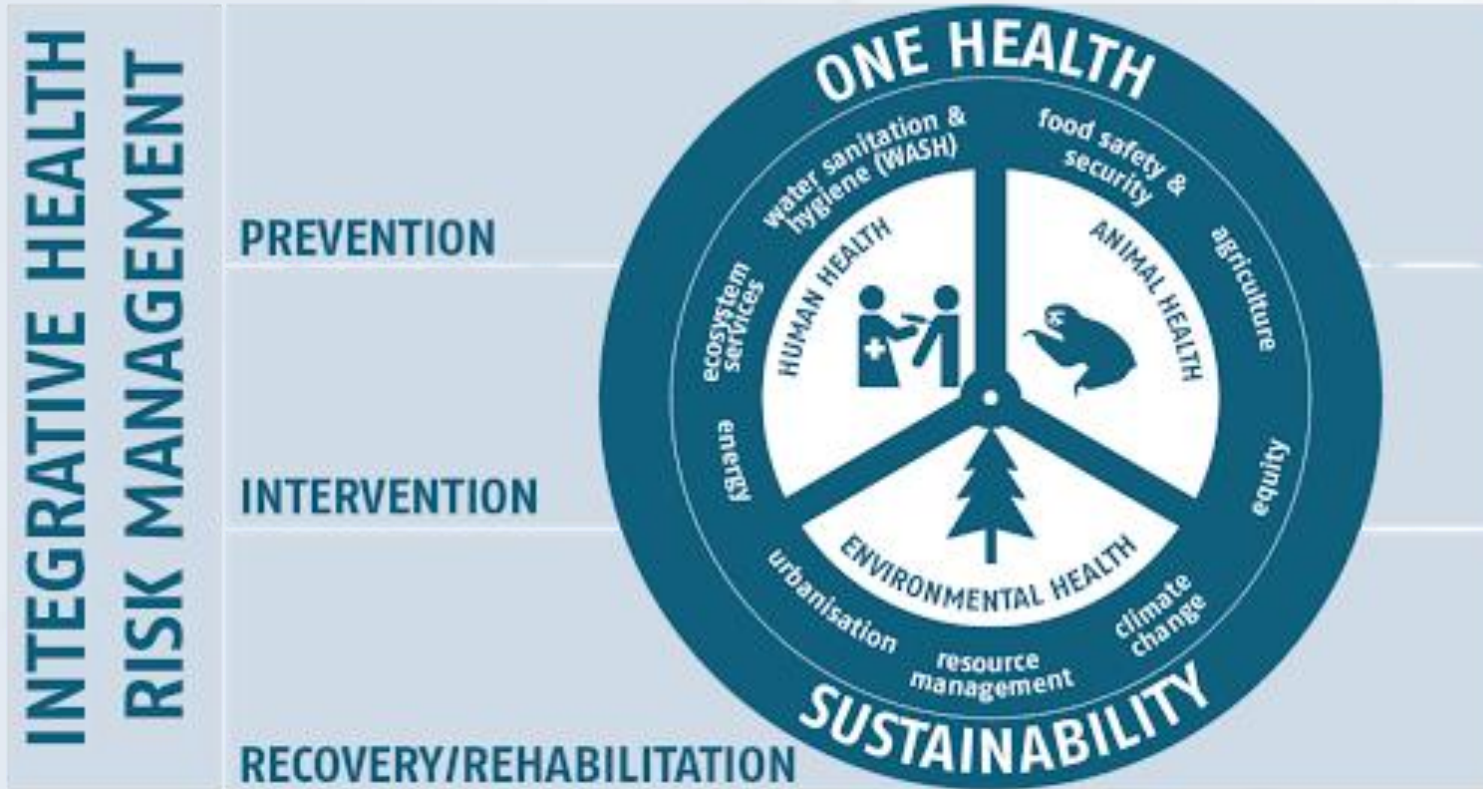 INTEGRATIVE HEALTH
RISK MANAGEMENT
PREVENTION
INTERVENTION
RECOVERY/REHABILITATION
ONE HEALTH
water sanitation &
hygiene (WASH)
food safety &
security
agriculture
equity
climate
change
resource
management
urbanisation
energy
ecosystem
services
HUMAN HEALTH
ANIMAL HEALTH
ENVIRONMENTAL HEALTH
SUSTAINABILITY